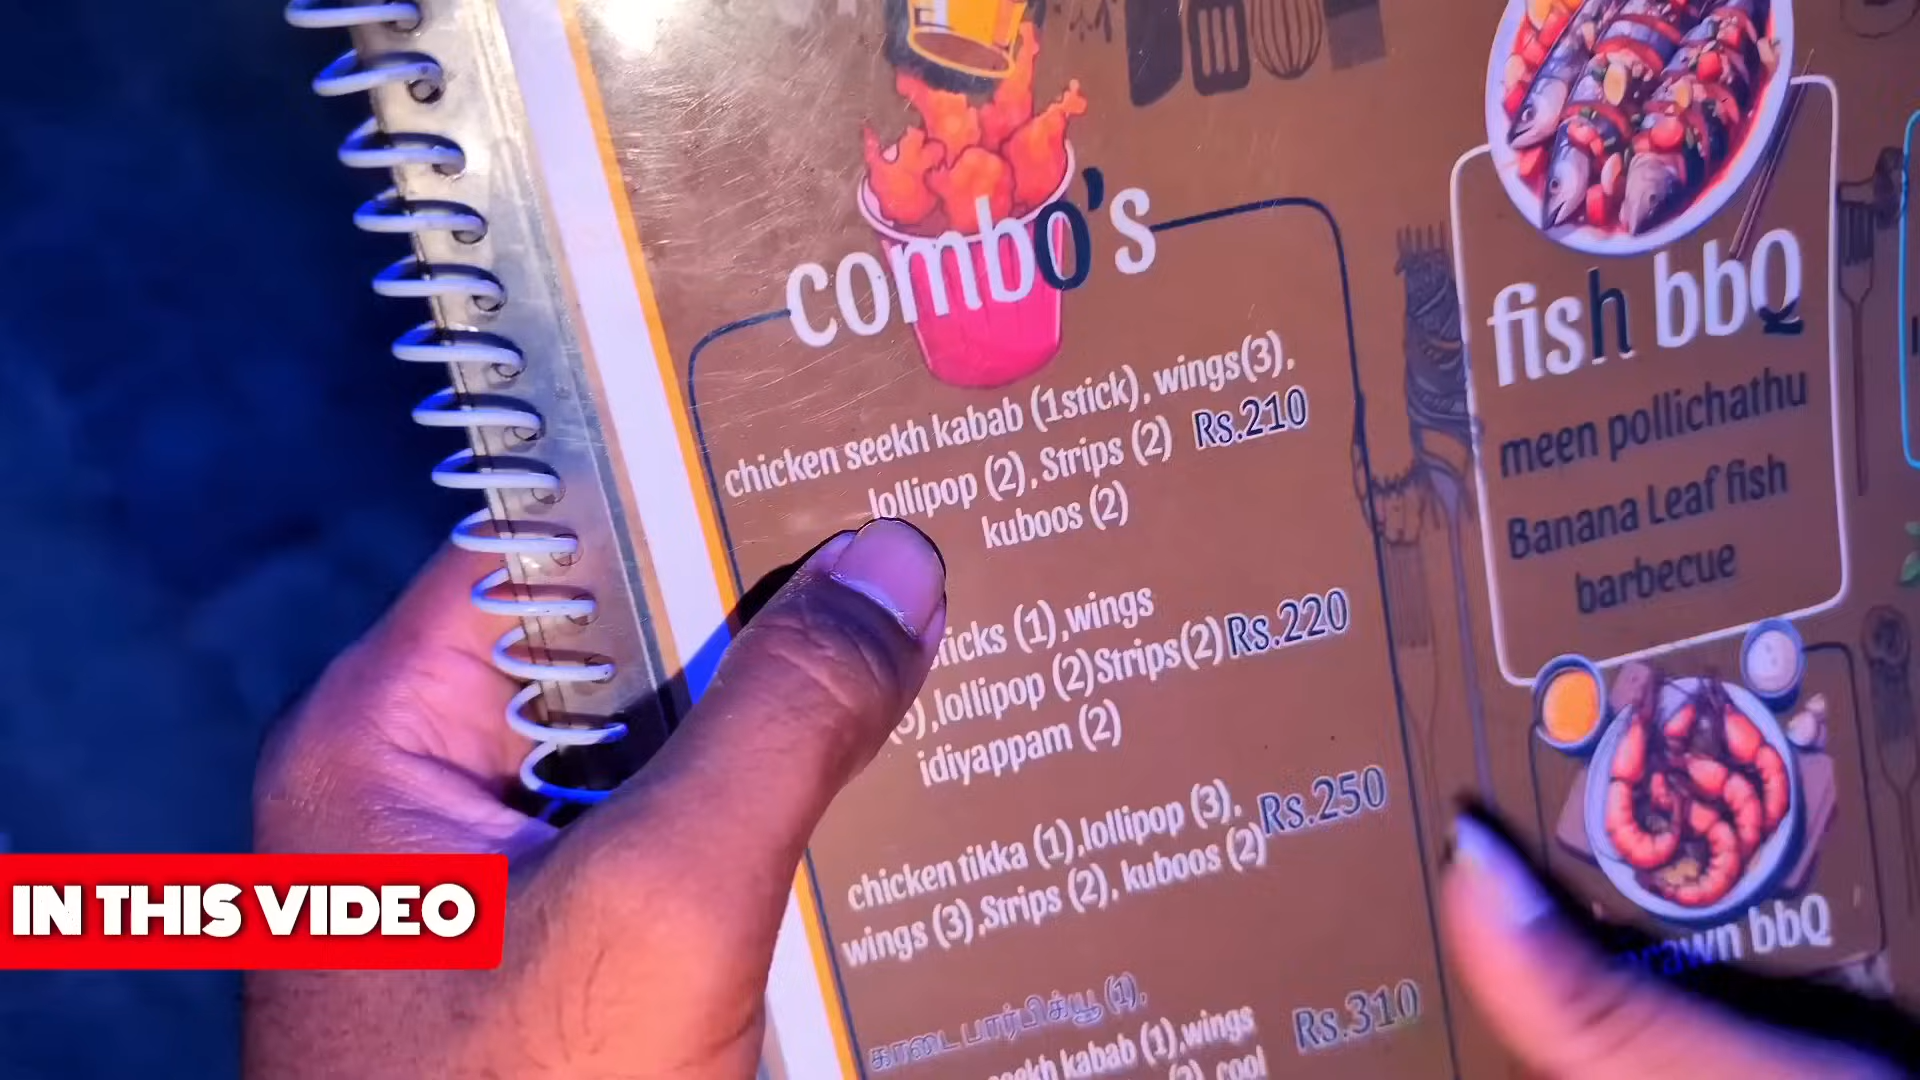 combo's
chicken seekh kabab (1stick), wings(3),
lollipop (2), Strips (2) Rs.210
kuboos (2)
(1),wings
,lollipop (2)Strips(2) Rs.220
idiyappam (2)
chicken tikka (1),lollipop (3), Rs.250
wings (3),Strips (2), kuboos (2)
காடை பார்பிக்யூ (1),
kabab (1),wings Rs.310
cool
fish bbQ
meen pollichathu
Banana Leaf fish
barbecue
bbQ
IN THIS VIDEO